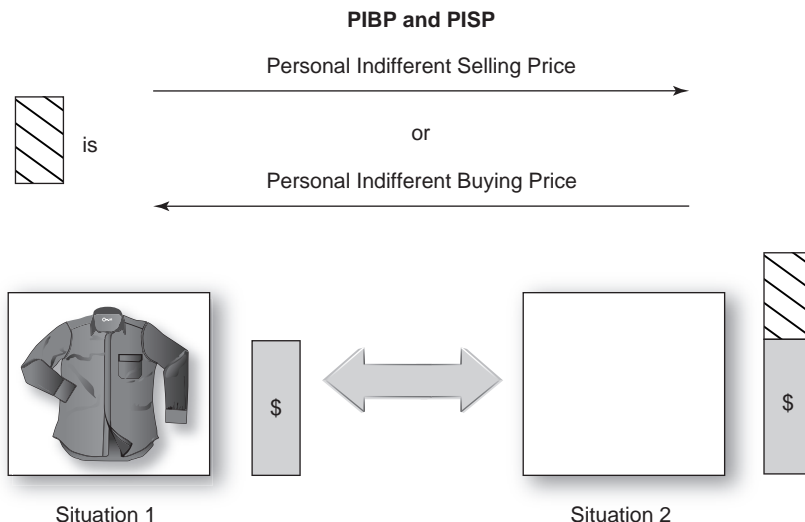 PIBP and PISP
Personal Indifferent Selling Price
is
or
Personal Indifferent Buying Price
$
$
Situation 1
Situation 2